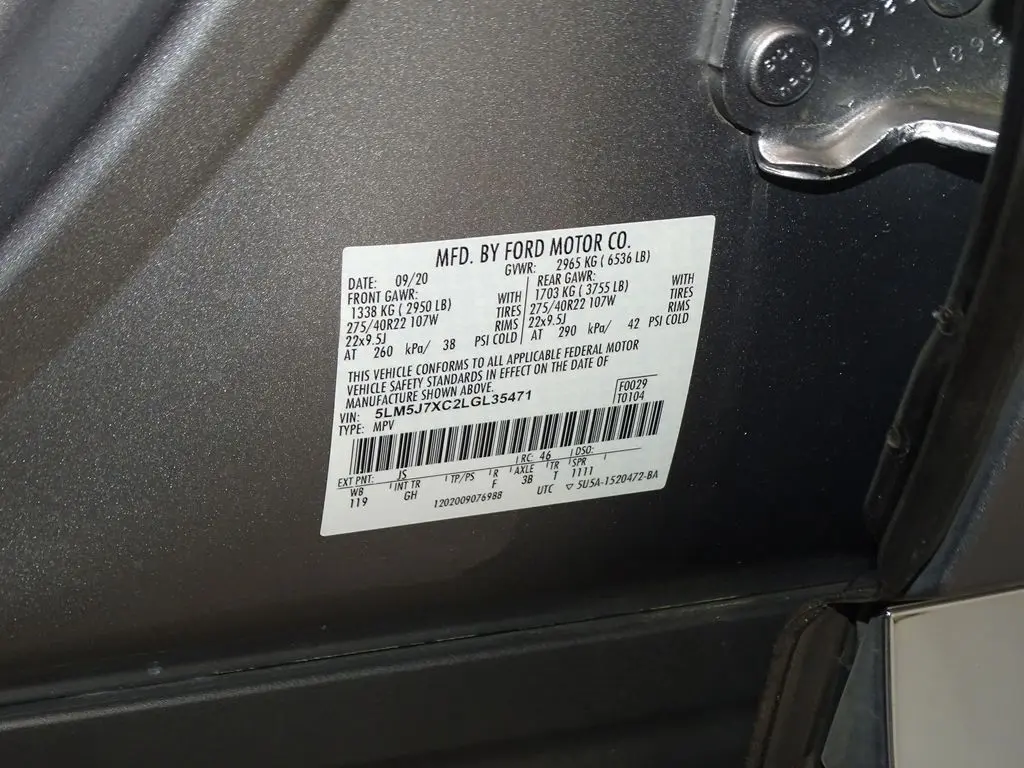 MFD. BY FORD MOTOR CO.
DATE: 09/20 GVWR: 2965 KG ( 6536 LB)
FRONT GAWR: WITH REAR GAWR: WITH
1338 KG ( 2950 LB) TIRES 1703 KG ( 3755 LB) TIRES
275/40R22 107W RIMS 275/40R22 107W RIMS
22x9.5J 22x9.5J
AT 260 kPa/ 38 PSI COLD AT 290 kPa/ 42 PSI COLD
THIS VEHICLE CONFORMS TO ALL APPLICABLE FEDERAL MOTOR
VEHICLE SAFETY STANDARDS IN EFFECT ON THE DATE OF
MANUFACTURE SHOWN ABOVE.
VIN: 5LM5J7XC2LGL35471 F0029
TYPE: MPV T0104
EXT PNT: JS RC: 46 DSO:
WB INT TR TP/PS R AXLE TR SPR
119 GH F 3B T 1111
1202009076988 UTC ▽ 5U5A-1520472-BA